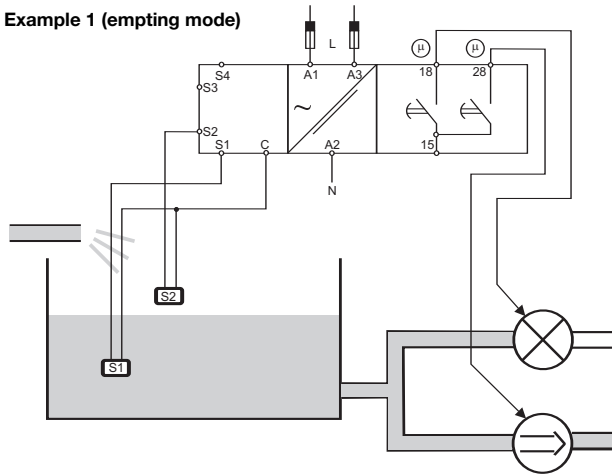 Example 1 (empting mode)
L
µ
µ
S4
A1
A3
18
28
S3
~
S2
S1
C
A2
15
N
S2
S1